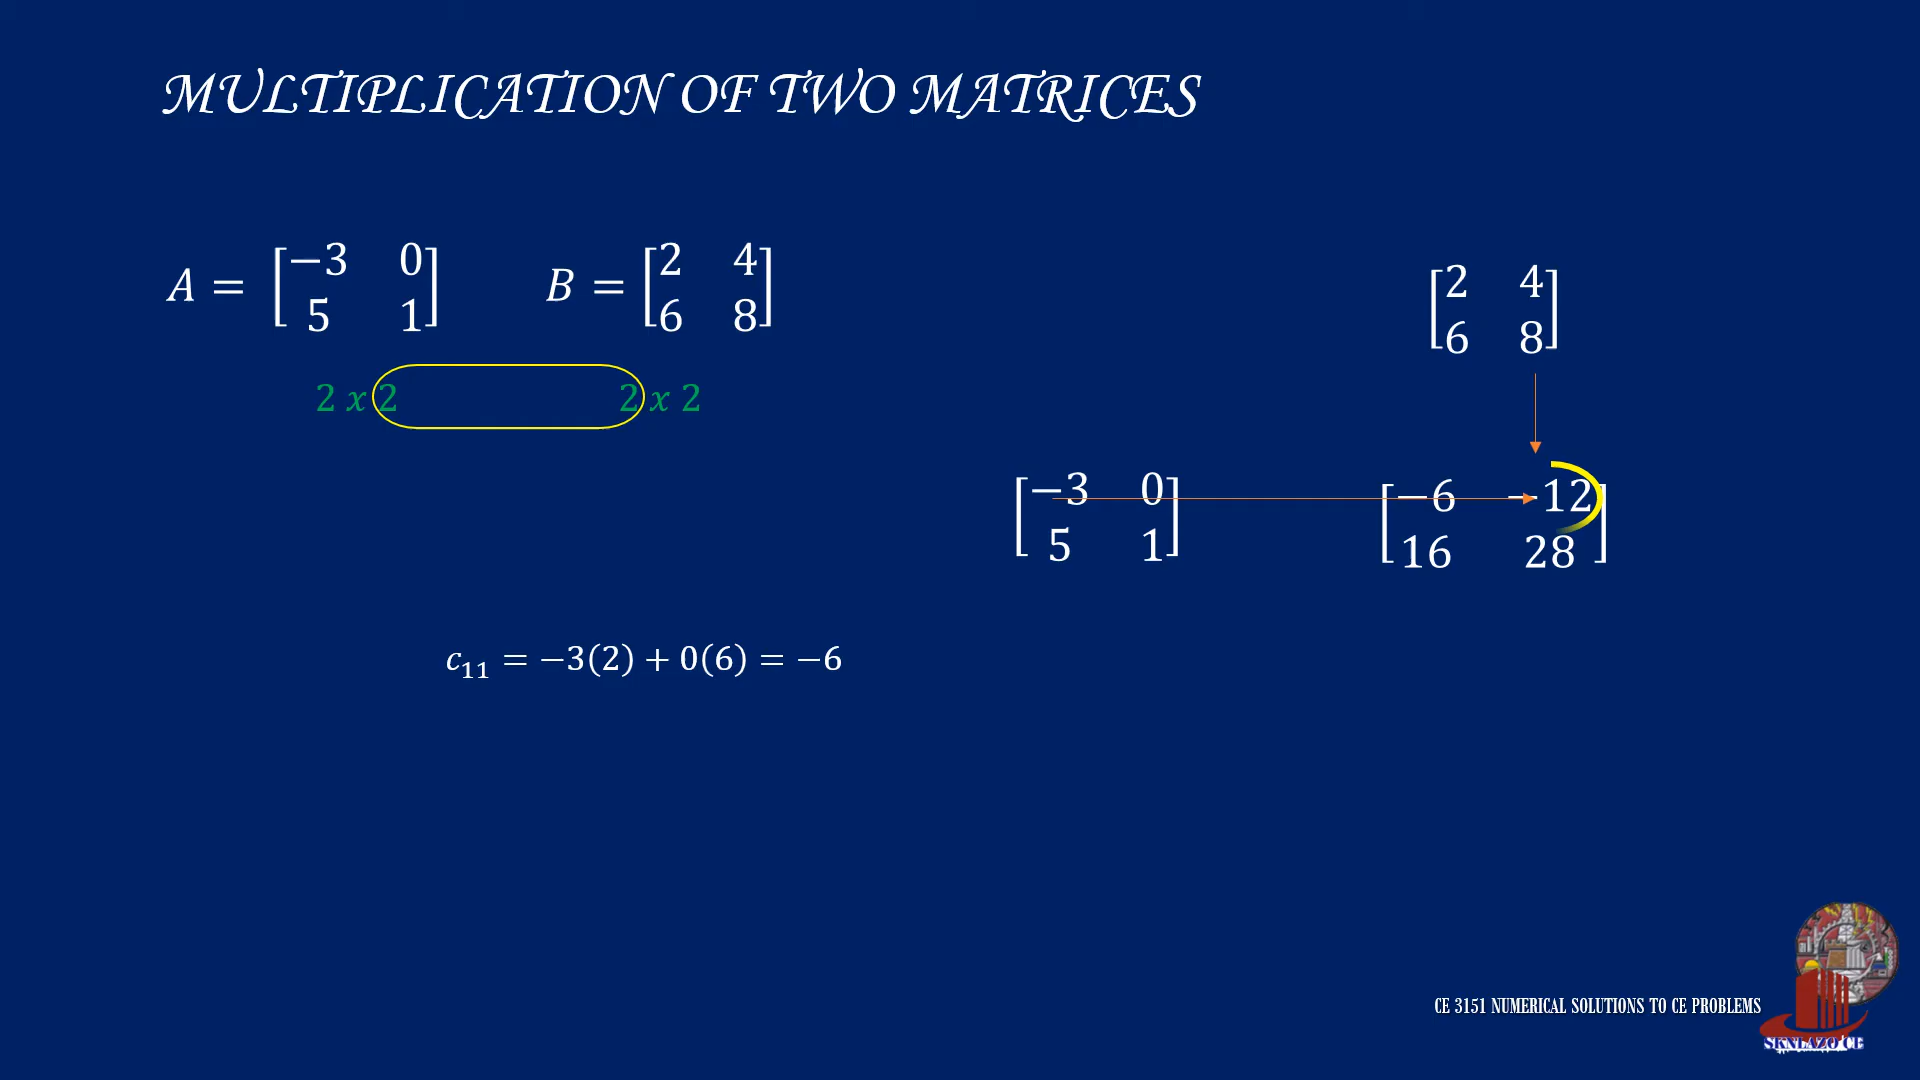 MULTIPLICATION OF TWO MATRICES
A = [−3 0
5 1]
B = [2 4
6 8]
2 x 2
2 x 2
[2 4
6 8]
[−3 0
5 1]
[−6 −12
16 28]
c₁₁ = −3(2) + 0(6) = −6
CE 3151 NUMERICAL SOLUTIONS TO CE PROBLEMS
SKNLAZO CE